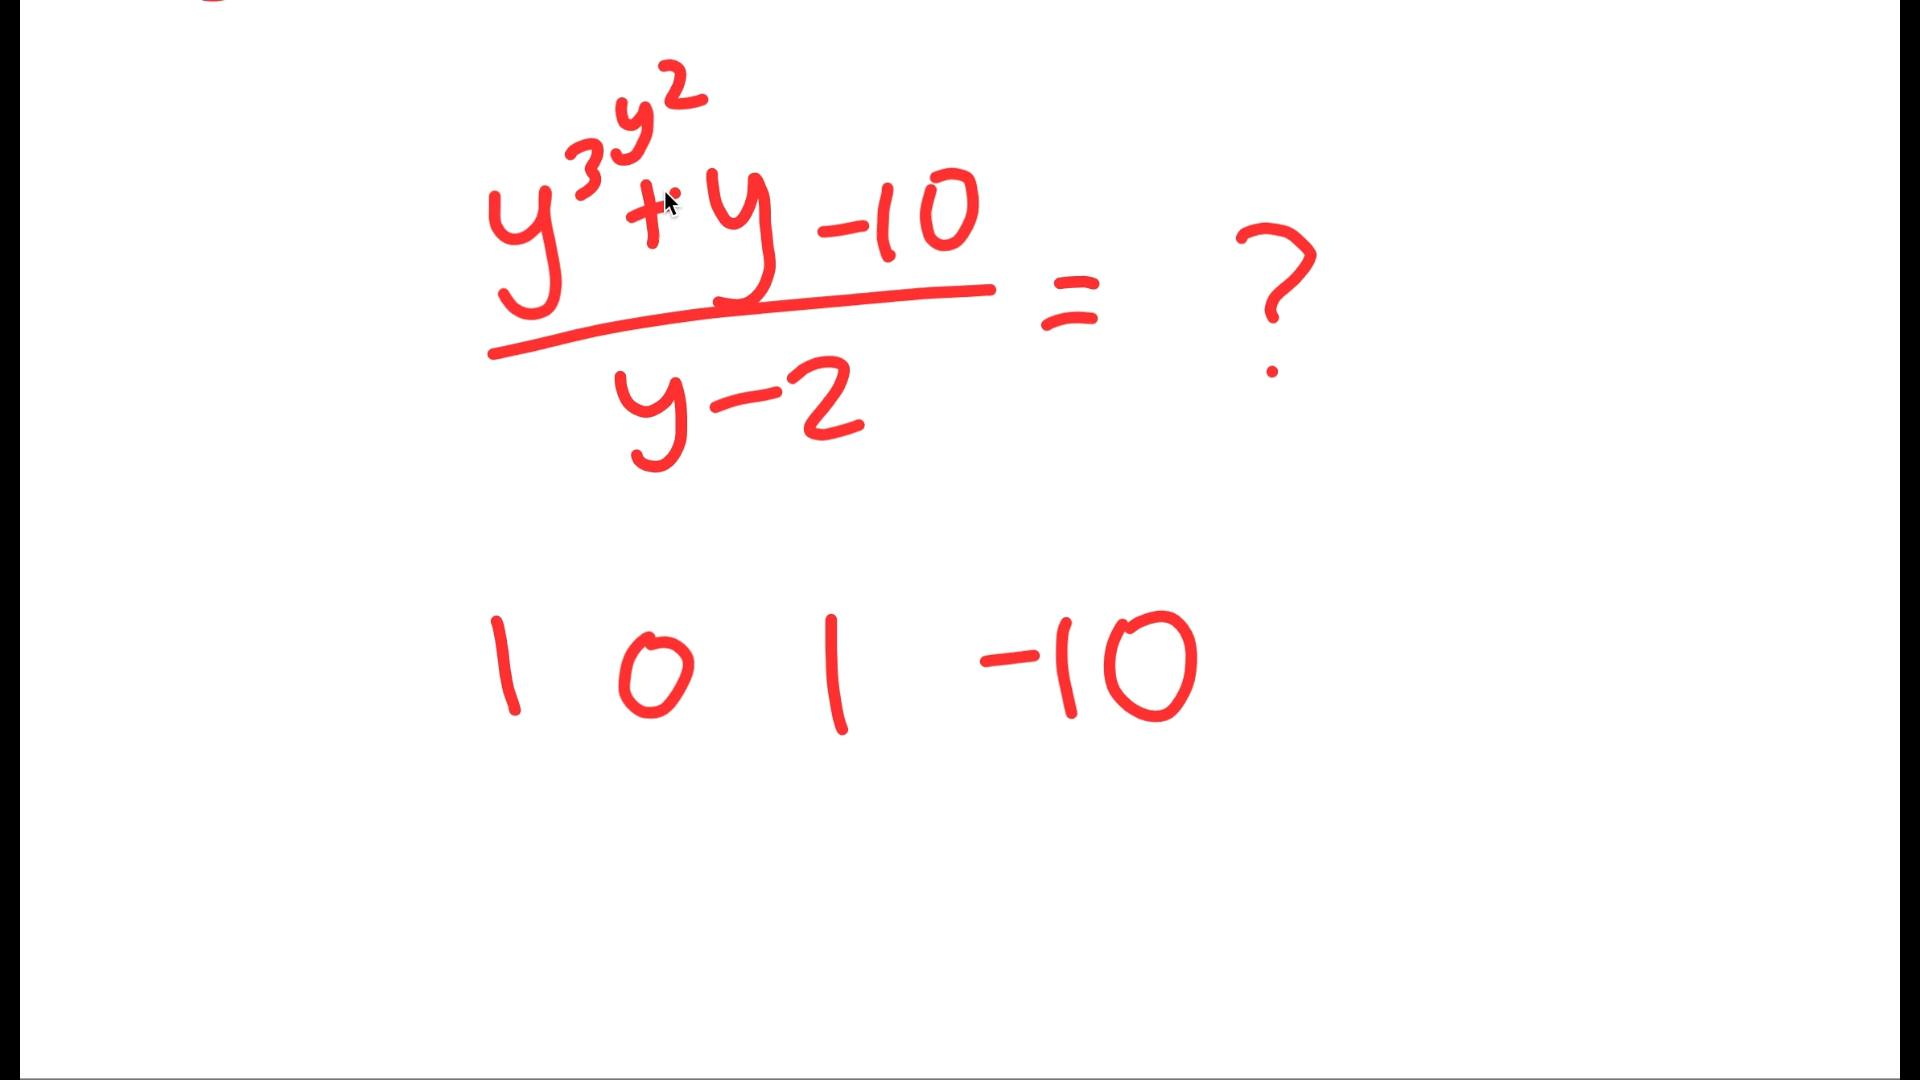 y³ y²
y³ + y - 10
y - 2
= ?
1 0 1 -10